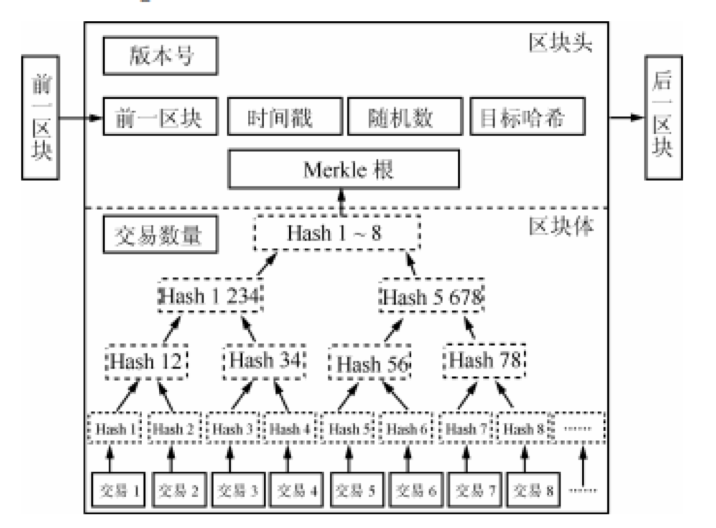 区块头
版本号
前一区块
前一区块
时间戳
随机数
目标哈希
后一区块
Merkle 根
区块体
交易数量
Hash 1 ~ 8
Hash 1 234
Hash 5 678
Hash 12
Hash 34
Hash 56
Hash 78
Hash 1
Hash 2
Hash 3
Hash 4
Hash 5
Hash 6
Hash 7
Hash 8
……
交易 1
交易 2
交易 3
交易 4
交易 5
交易 6
交易 7
交易 8
……